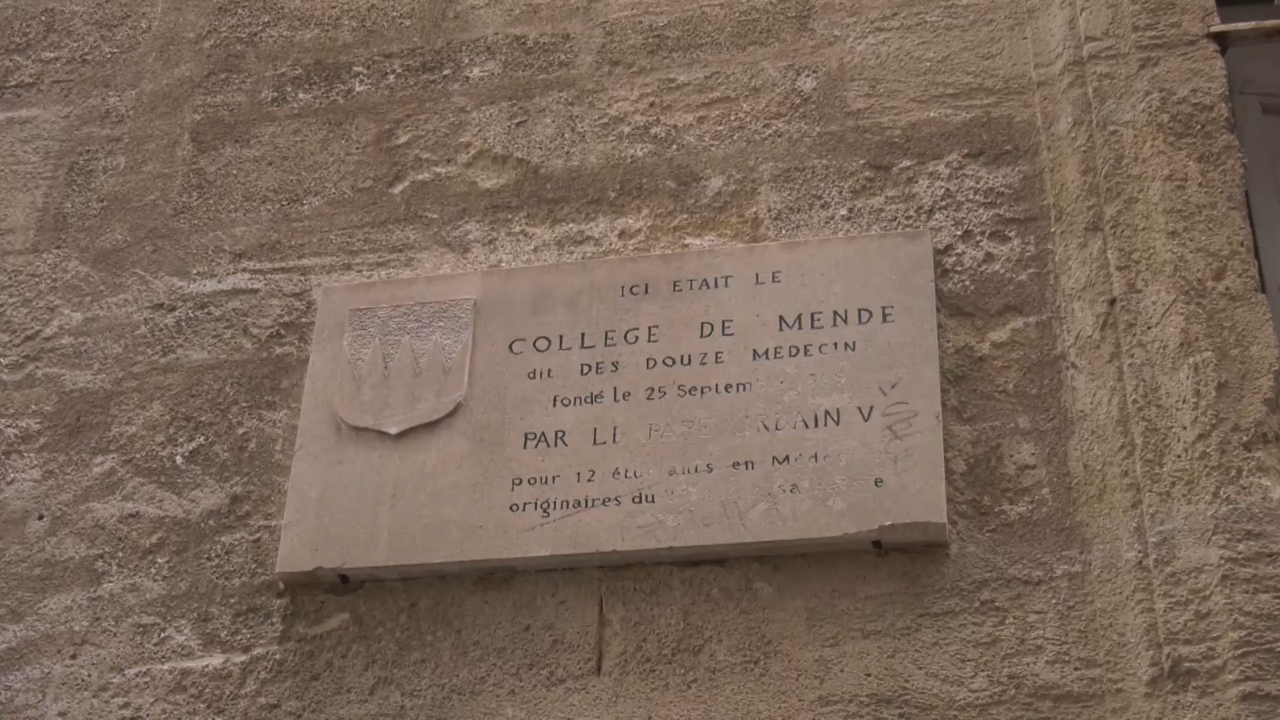 ICI ETAIT LE
COLLEGE DE MENDE
dit DES DOUZE MEDECIN
fondé le 25 Septem
PAR LE PAPE URBAIN V
pour 12 étudiants en Médecine
originaires du